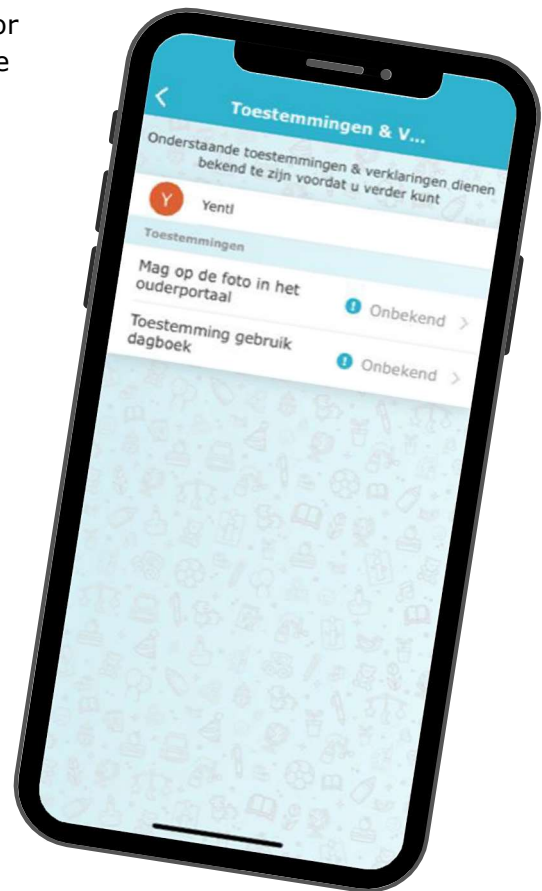 or
e
Toestemmingen & V...
Onderstaande toestemmingen & verklaringen dienen
bekend te zijn voordat u verder kunt
Y
Yentl
Toestemmingen
Mag op de foto in het
ouderportaal
! Onbekend >
Toestemming gebruik
dagboek
! Onbekend >